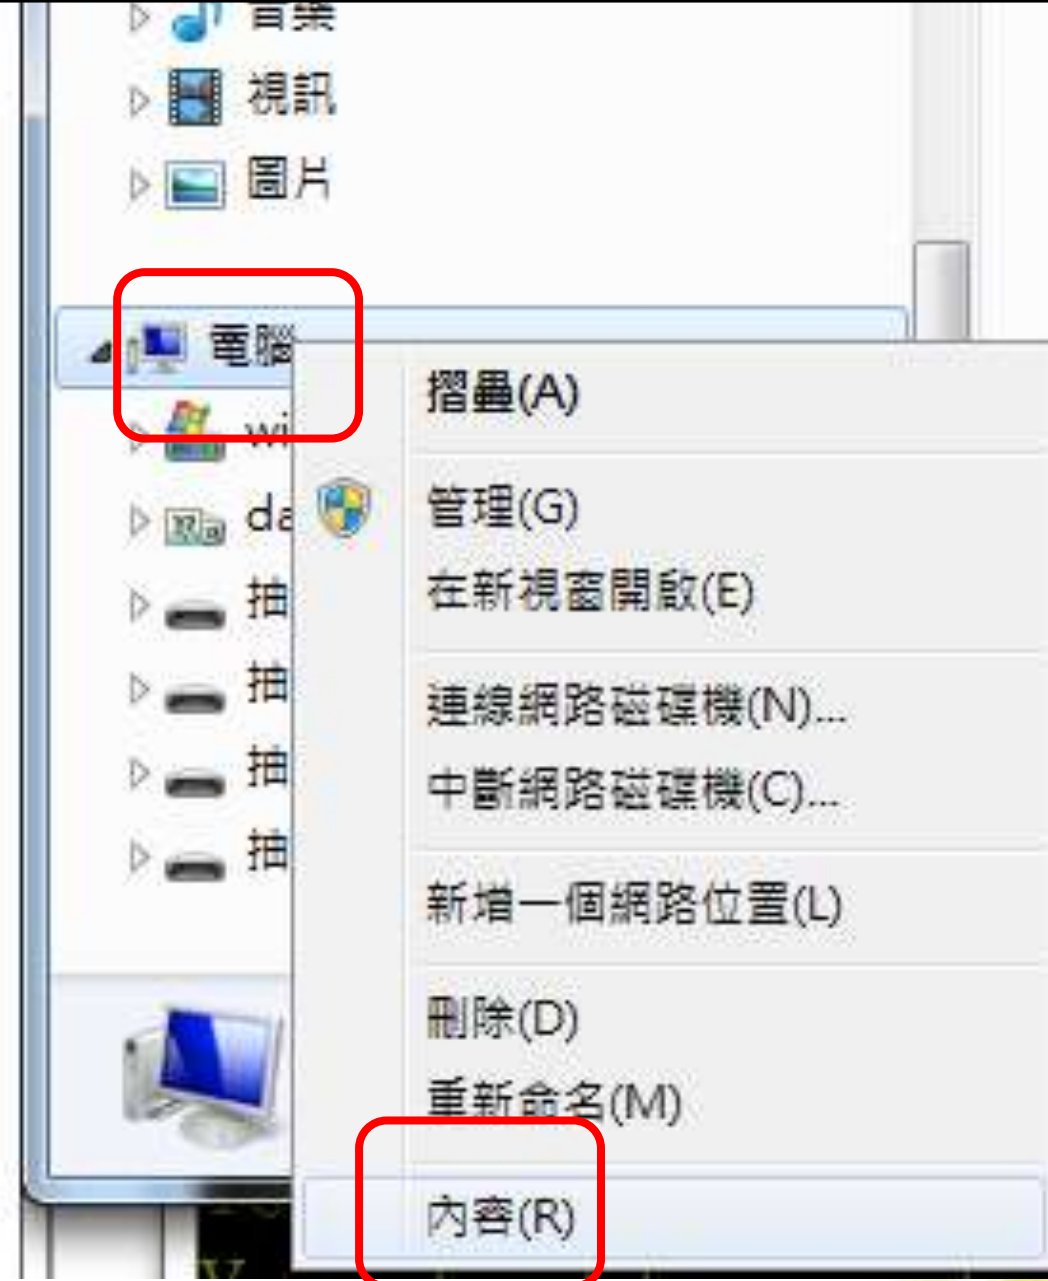 音樂
視訊
圖片
電腦
摺疊(A)
wi
管理(G)
da
在新視窗開啟(E)
抽
連線網路磁碟機(N)...
抽
中斷網路磁碟機(C)...
抽
抽
新增一個網路位置(L)
刪除(D)
重新命名(M)
內容(R)